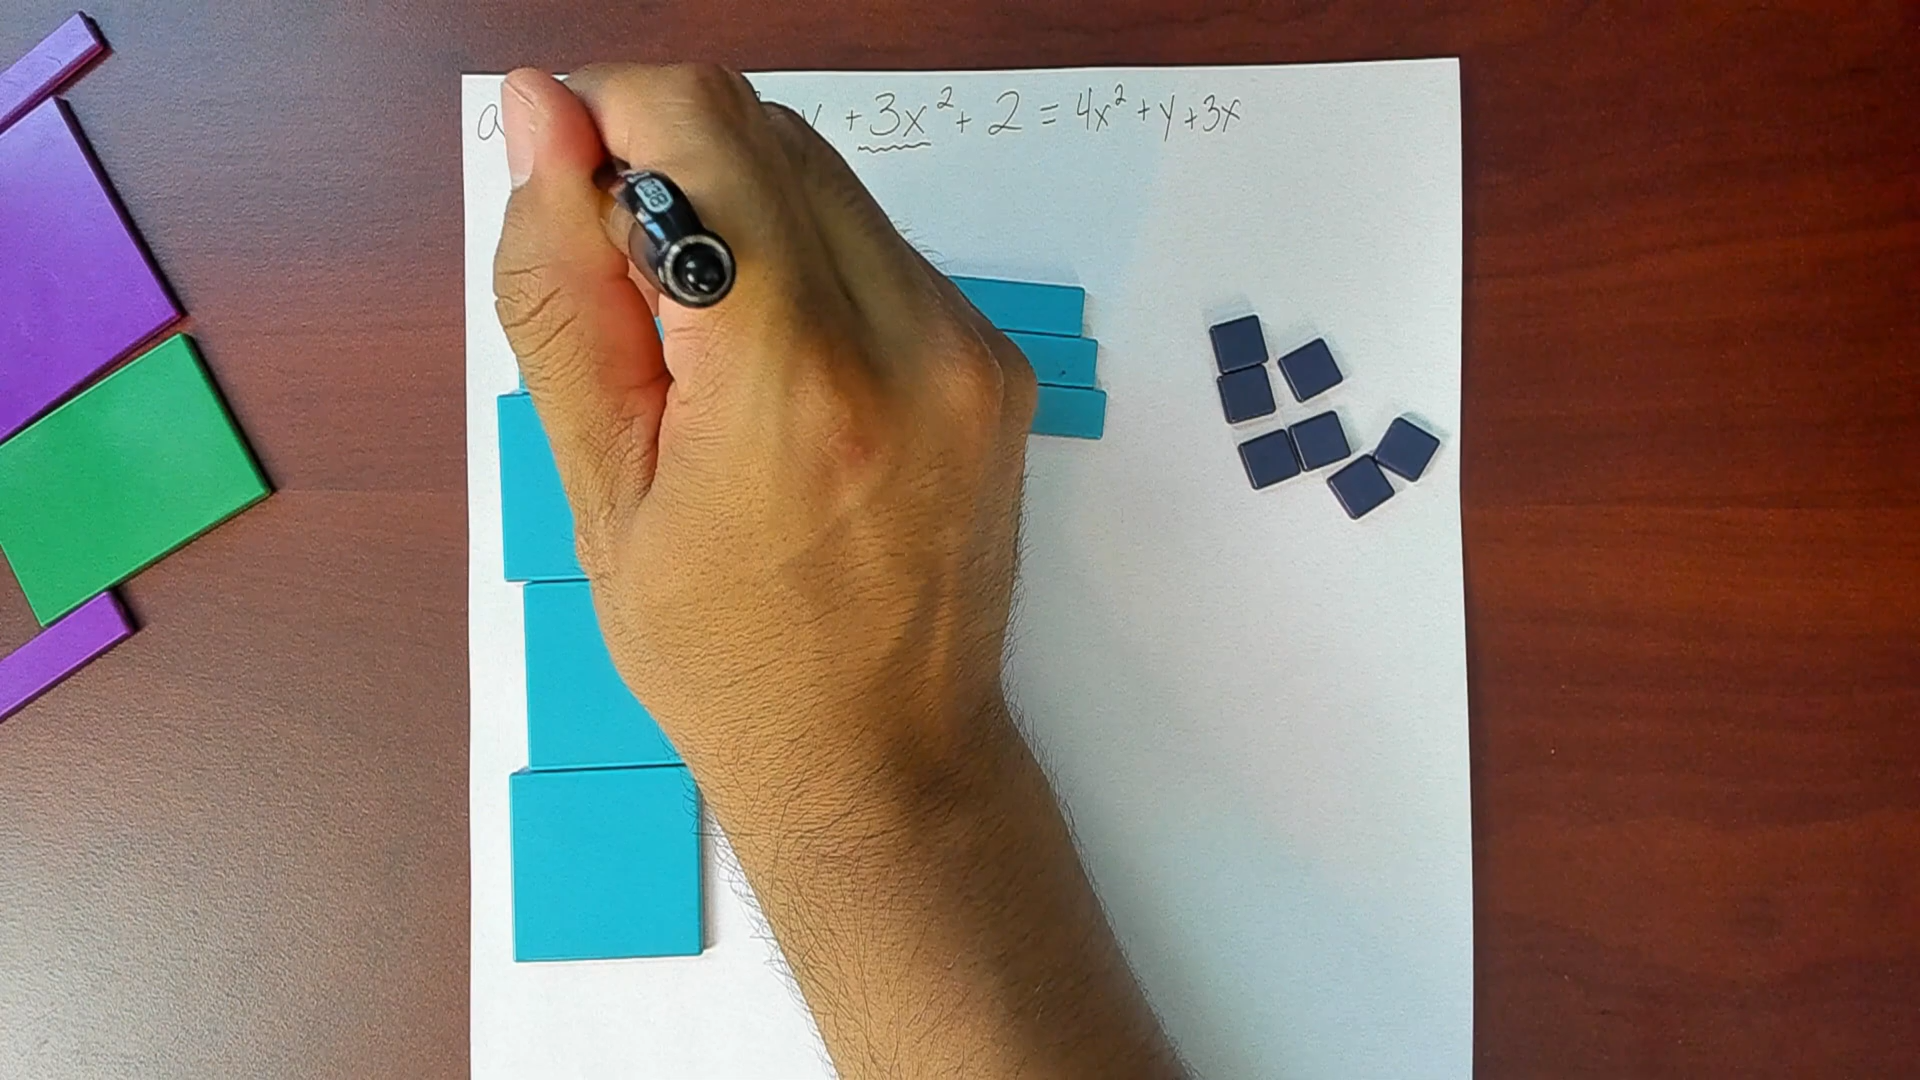 a y + 3x² + 2 = 4x² + y + 3x